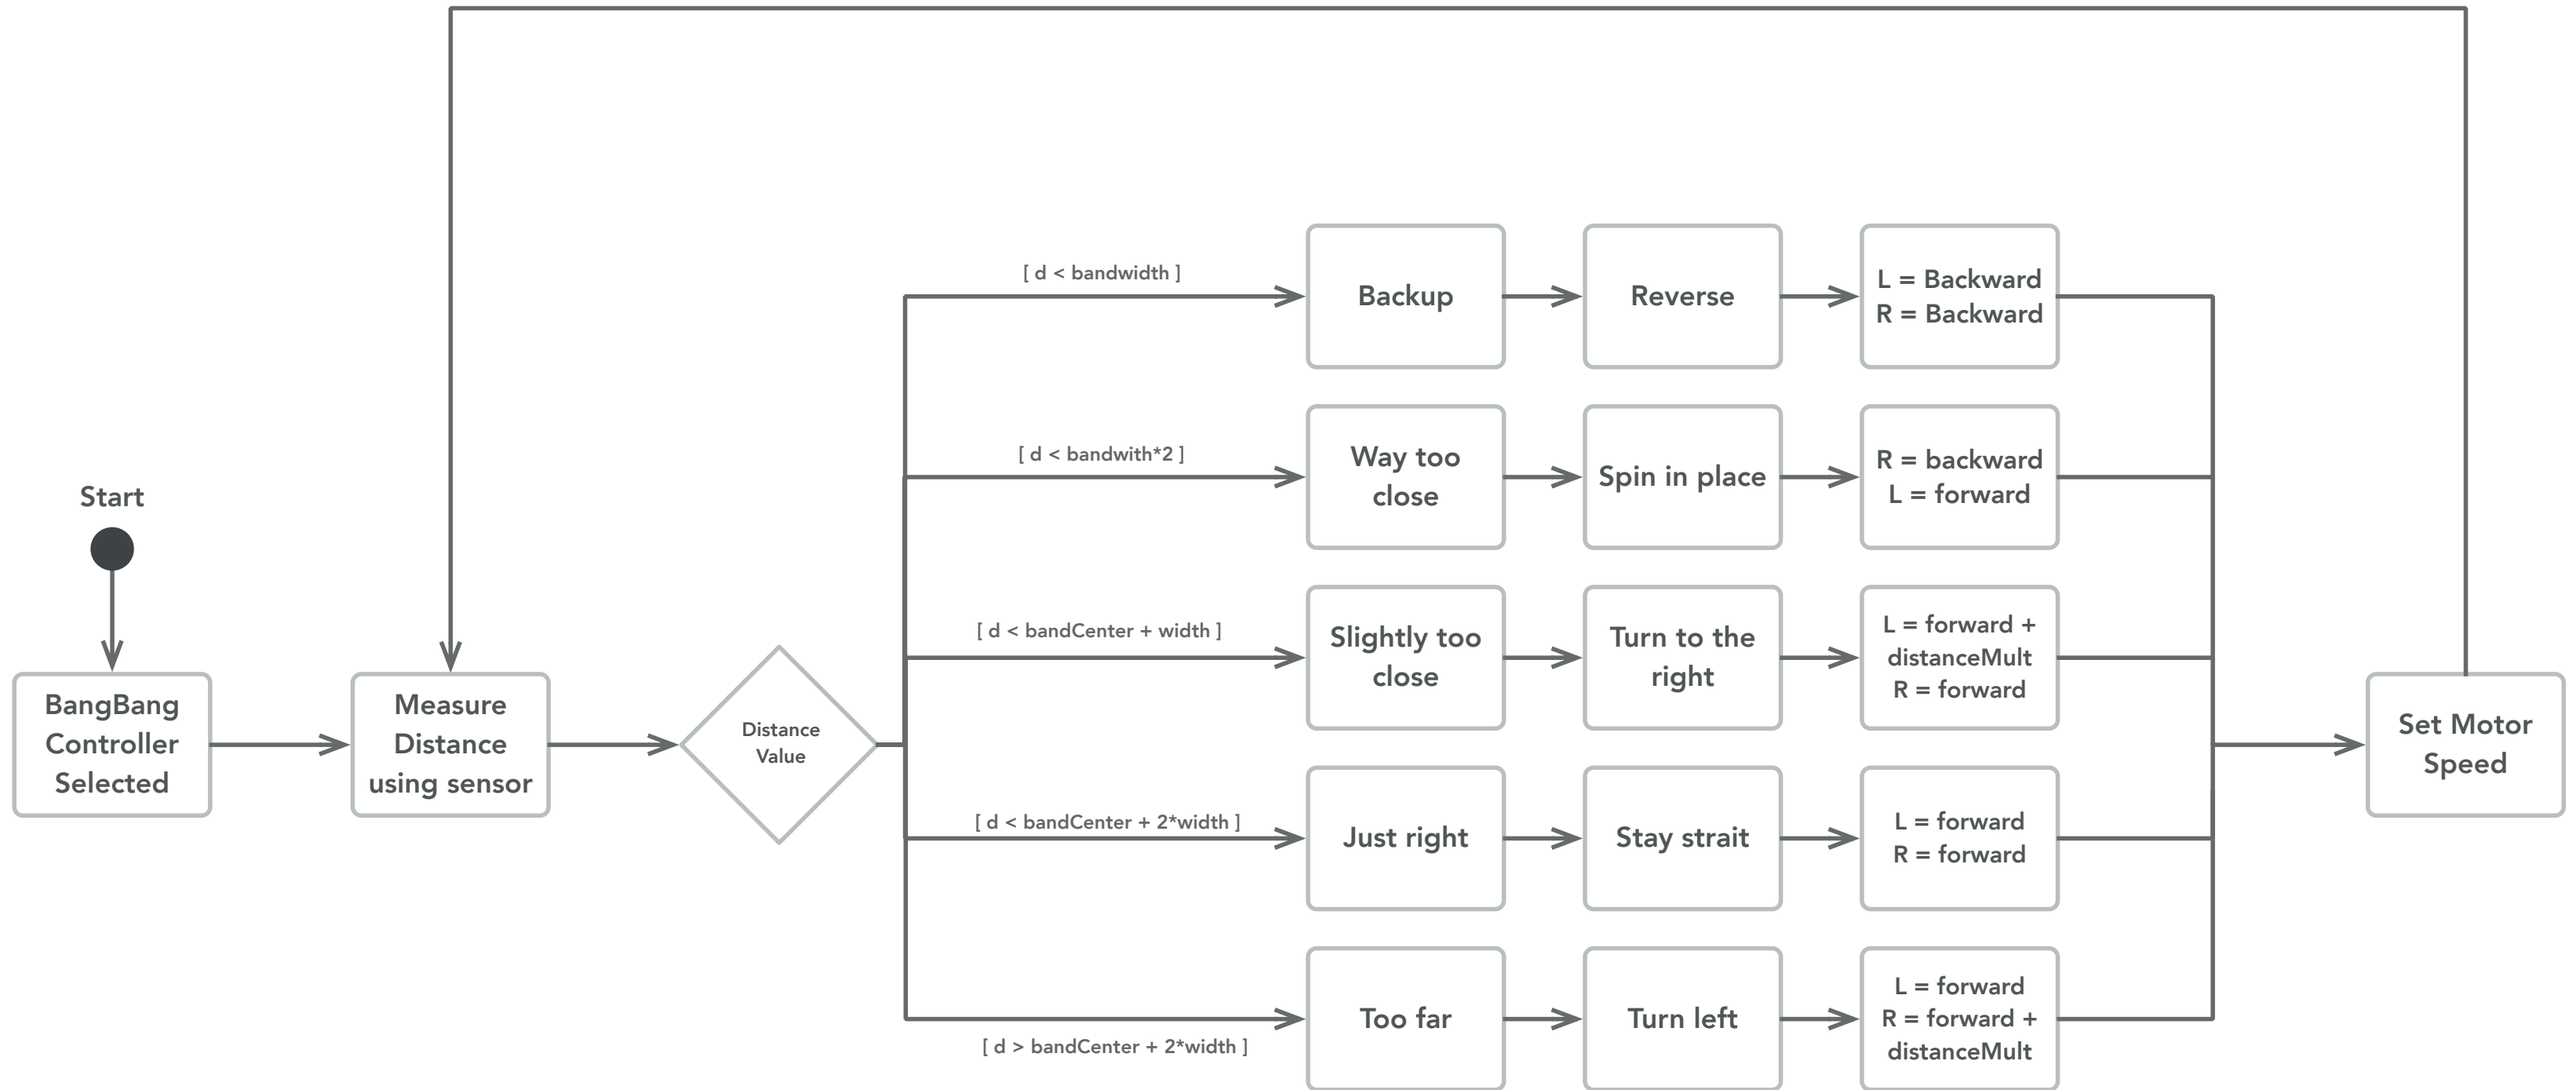 Start
BangBang
Controller
Selected
Measure
Distance
using sensor
Distance
Value
[ d < bandwidth ]
Backup
Reverse
L = Backward
R = Backward
[ d < bandwith*2 ]
Way too
close
Spin in place
R = backward
L = forward
[ d < bandCenter + width ]
Slightly too
close
Turn to the
right
L = forward +
distanceMult
R = forward
[ d < bandCenter + 2*width ]
Just right
Stay strait
L = forward
R = forward
[ d > bandCenter + 2*width ]
Too far
Turn left
L = forward
R = forward +
distanceMult
Set Motor
Speed